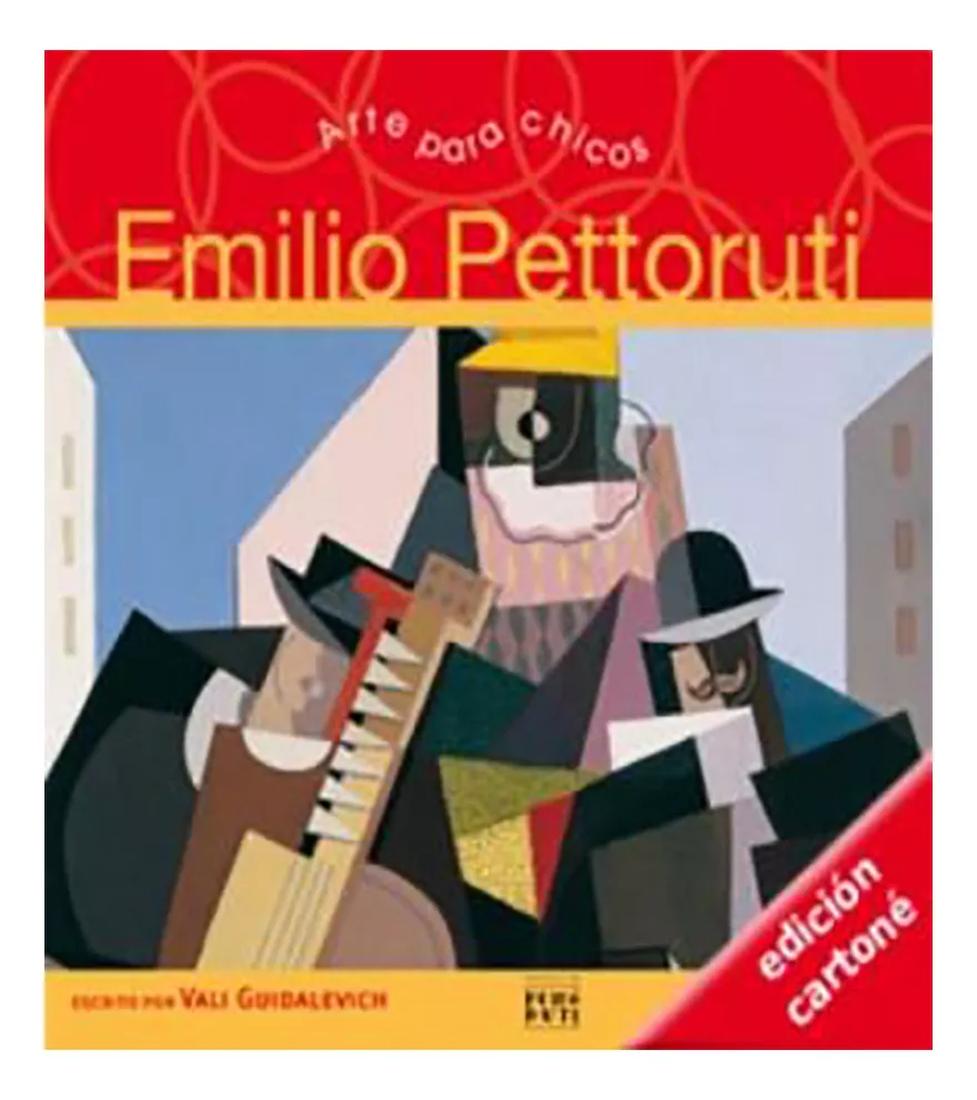 Arte para chicos
Emilio Pettoruti
ESCRITO POR VALI GUIDALEVICH
edición
cartoné